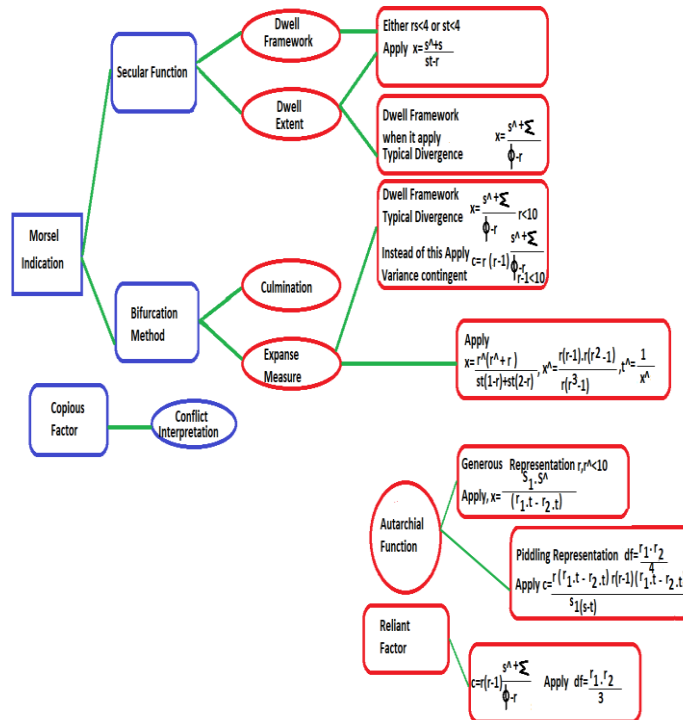 Morsel
Indication
Secular Function
Bifurcation
Method
Copious
Factor
Conflict
Interpretation
Dwell
Framework
Dwell
Extent
Culmination
Expanse
Measure
Either rs<4 or st<4
Apply x= s^+s
st-r
Dwell Framework
when it apply
Typical Divergence
x= s^+Σ
ϕ-r
Dwell Framework
Typical Divergence
x= s^+Σ
ϕ-r
r<10
Instead of this Apply
Variance contingent
c=r (r-1) s^+Σ
ϕ-r
r-1<10
Apply
x= r^(r^+r )
st(1-r)+st(2-r)
, x^= r(r-1).r(r²-1)
r(r³-1)
,t^= 1
x^
Autarchial
Function
Generous Representation r,r^<10
Apply, x= S₁.S^
(r₁.t - r₂.t)
Piddling Representation df= r₁.r₂
4
Apply c= r(r₁.t - r₂.t) r(r-1)(r₁.t - r₂.t
s₁(s-t)
Reliant
Factor
c=r(r-1) s^+Σ
ϕ-r
Apply df= r₁.r₂
3